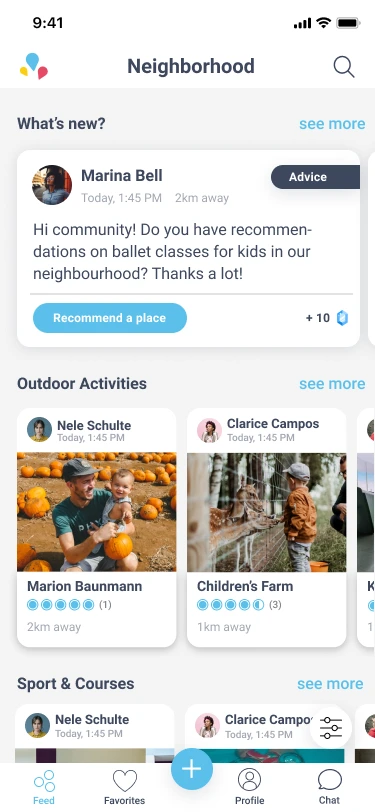 9:41
Neighborhood
What's new?
see more
Marina Bell
Advice
Today, 1:45 PM 2km away
Hi community! Do you have recommen-
dations on ballet classes for kids in our
neighbourhood? Thanks a lot!
Recommend a place
+ 10
Outdoor Activities
see more
Nele Schulte
Today, 1:45 PM
Clarice Campos
Today, 1:45 PM
Marion Baunmann
(1)
2km away
Children's Farm
(3)
1km away
K
1
Sport & Courses
see more
Nele Schulte
Today, 1:45 PM
Clarice Campo
Today, 1:45 PM
Feed
Favorites
Profile
Chat